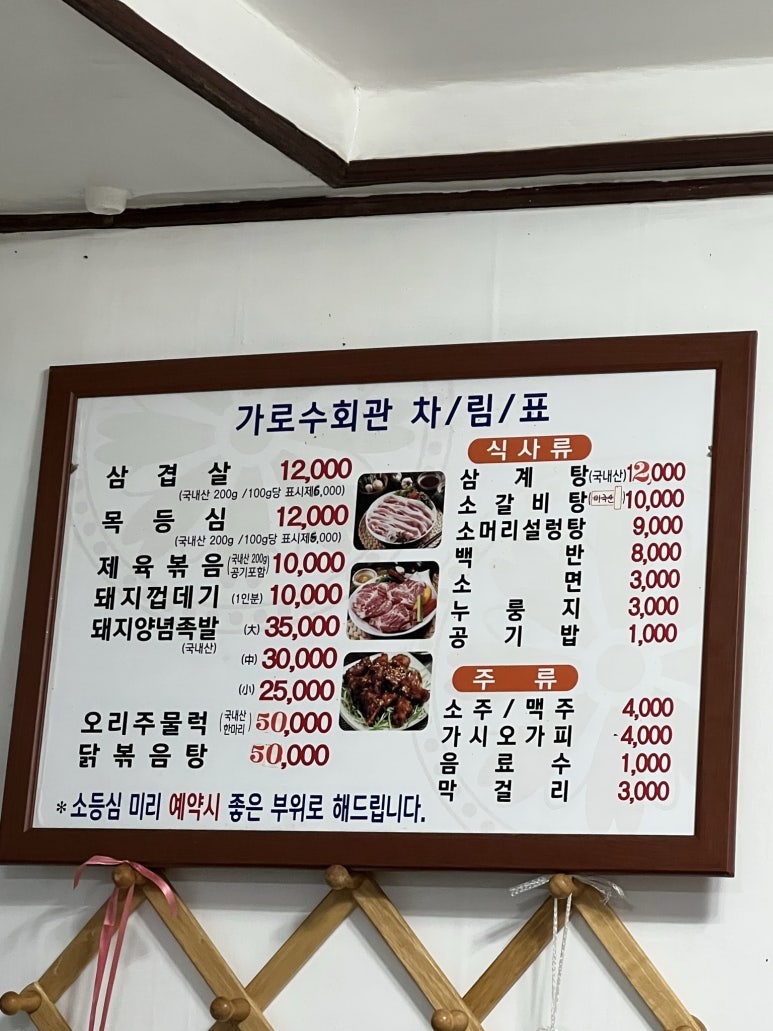 가로수회관 차/림/표
삼겹살 12,000
(국내산 200g /100g당 표시제6,000)
목등심 12,000
(국내산 200g /100g당 표시제6,000)
제육볶음 (국내산 200g 공기포함) 10,000
돼지껍데기 (1인분) 10,000
돼지양념족발 (大) 35,000
(국내산)
(中) 30,000
(小) 25,000
오리주물럭 (국내산 한마리) 50,000
닭볶음탕 50,000
식사류
삼계탕(국내산)12,000
소갈비탕(미국산)10,000
소머리설렁탕 9,000
백반 8,000
소면 3,000
누룽지 3,000
공기밥 1,000
주류
소주/맥주 4,000
가시오가피 4,000
음료수 1,000
막걸리 3,000
*소등심 미리 예약시 좋은 부위로 해드립니다.